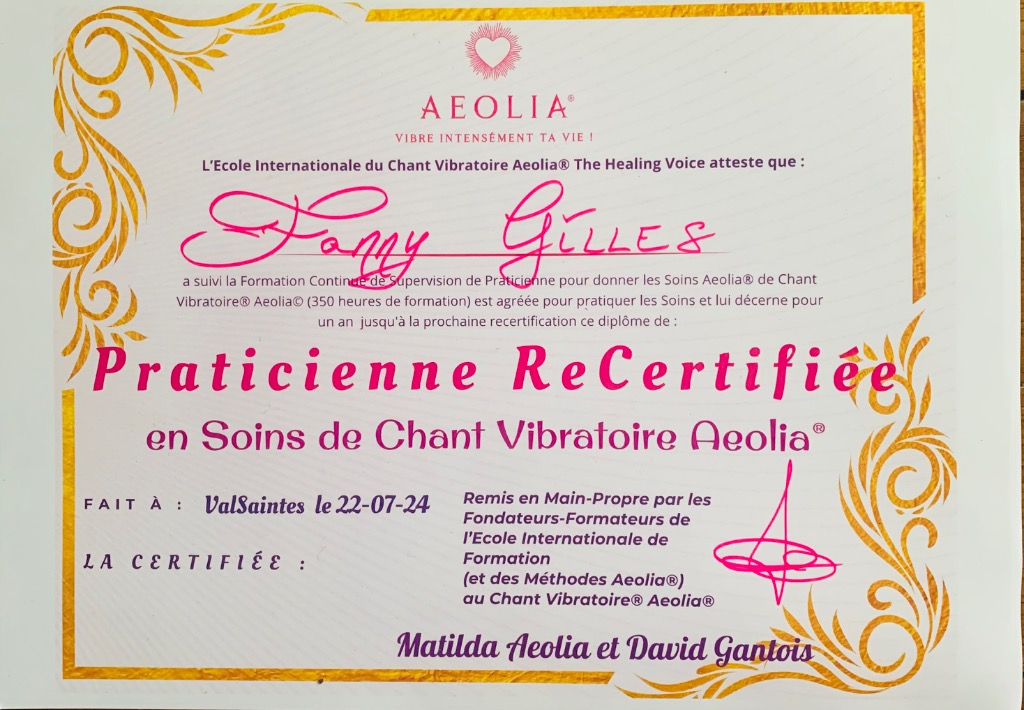 AEOLIA®
VIBRE INTENSÉMENT TA VIE !
L'Ecole Internationale du Chant Vibratoire Aeolia® The Healing Voice atteste que :
Fanny GILLES
a suivi la Formation Continue de Supervision de Praticienne pour donner les Soins Aeolia® de Chant
Vibratoire® Aeolia© (350 heures de formation) est agréée pour pratiquer les Soins et lui décerne pour
un an jusqu'à la prochaine recertification ce diplôme de :
Praticienne ReCertifiée
en Soins de Chant Vibratoire Aeolia®
FAIT À : ValSaintes le 22-07-24
LA CERTIFIÉE :
Remis en Main-Propre par les
Fondateurs-Formateurs de
l'Ecole Internationale de
Formation
(et des Méthodes Aeolia®)
au Chant Vibratoire® Aeolia®
Matilda Aeolia et David Gantois